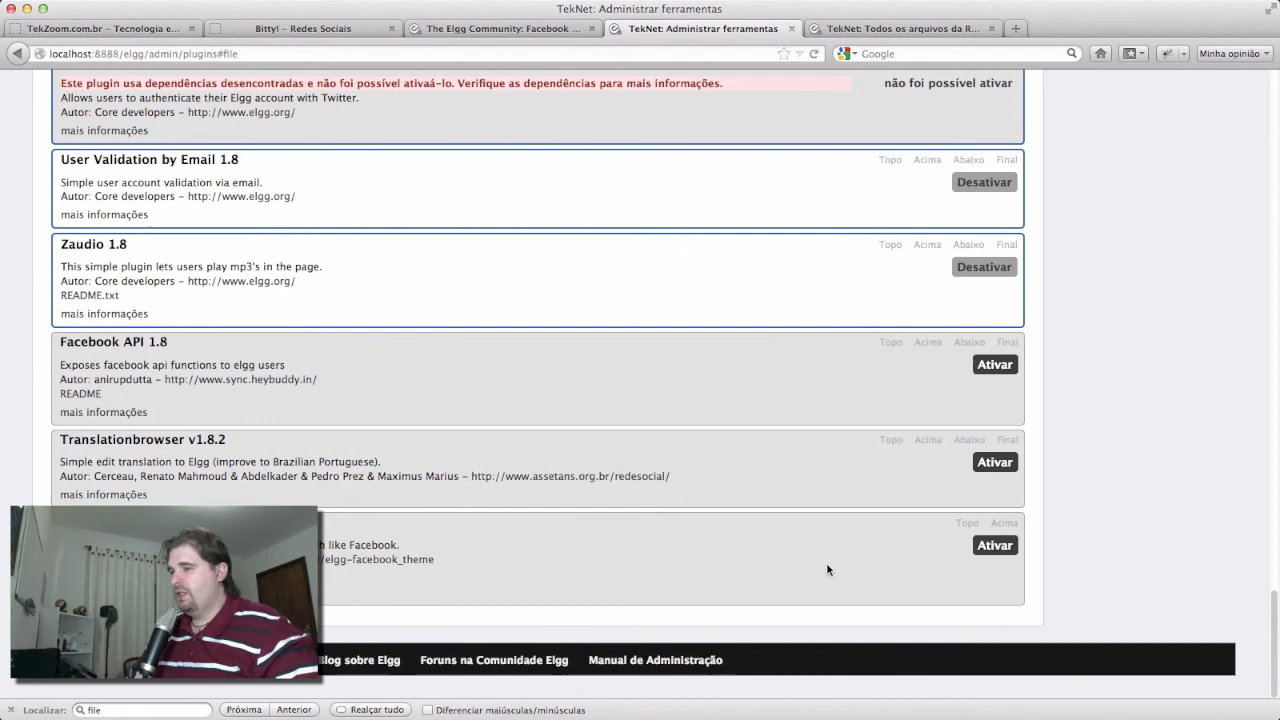 TekNet: Administrar ferramentas
TekZoom.com.br – Tecnologia e...
Bitty! – Redes Sociais
The Elgg Community: Facebook ...
TekNet: Administrar ferramentas
TekNet: Todos os arquivos da R...
localhost:8888/elgg/admin/plugins#file
Google
Minha opinião
Este plugin usa dependências desencontradas e não foi possível ativaá-lo. Verifique as dependências para mais informações.
não foi possível ativar
Allows users to authenticate their Elgg account with Twitter.
Autor: Core developers – http://www.elgg.org/
mais informações
User Validation by Email 1.8
Topo Acima Abaixo Final
Simple user account validation via email.
Desativar
Autor: Core developers – http://www.elgg.org/
mais informações
Zaudio 1.8
Topo Acima Abaixo Final
This simple plugin lets users play mp3's in the page.
Desativar
Autor: Core developers – http://www.elgg.org/
README.txt
mais informações
Facebook API 1.8
Topo Acima Abaixo Final
Exposes facebook api functions to elgg users
Ativar
Autor: anirupdutta – http://www.sync.heybuddy.in/
README
mais informações
Translationbrowser v1.8.2
Topo Acima Abaixo Final
Simple edit translation to Elgg (improve to Brazilian Portuguese).
Ativar
Autor: Cerceau, Renato Mahmoud & Abdelkader & Pedro Prez & Maximus Marius – http://www.assetans.org.br/redesocial/
mais informações
Topo Acima
like Facebook.
Ativar
/elgg-facebook_theme
Blog sobre Elgg
Foruns na Comunidade Elgg
Manual de Administração
Localizar:
file
Próxima
Anterior
Realçar tudo
Diferenciar maiúsculas/minúsculas